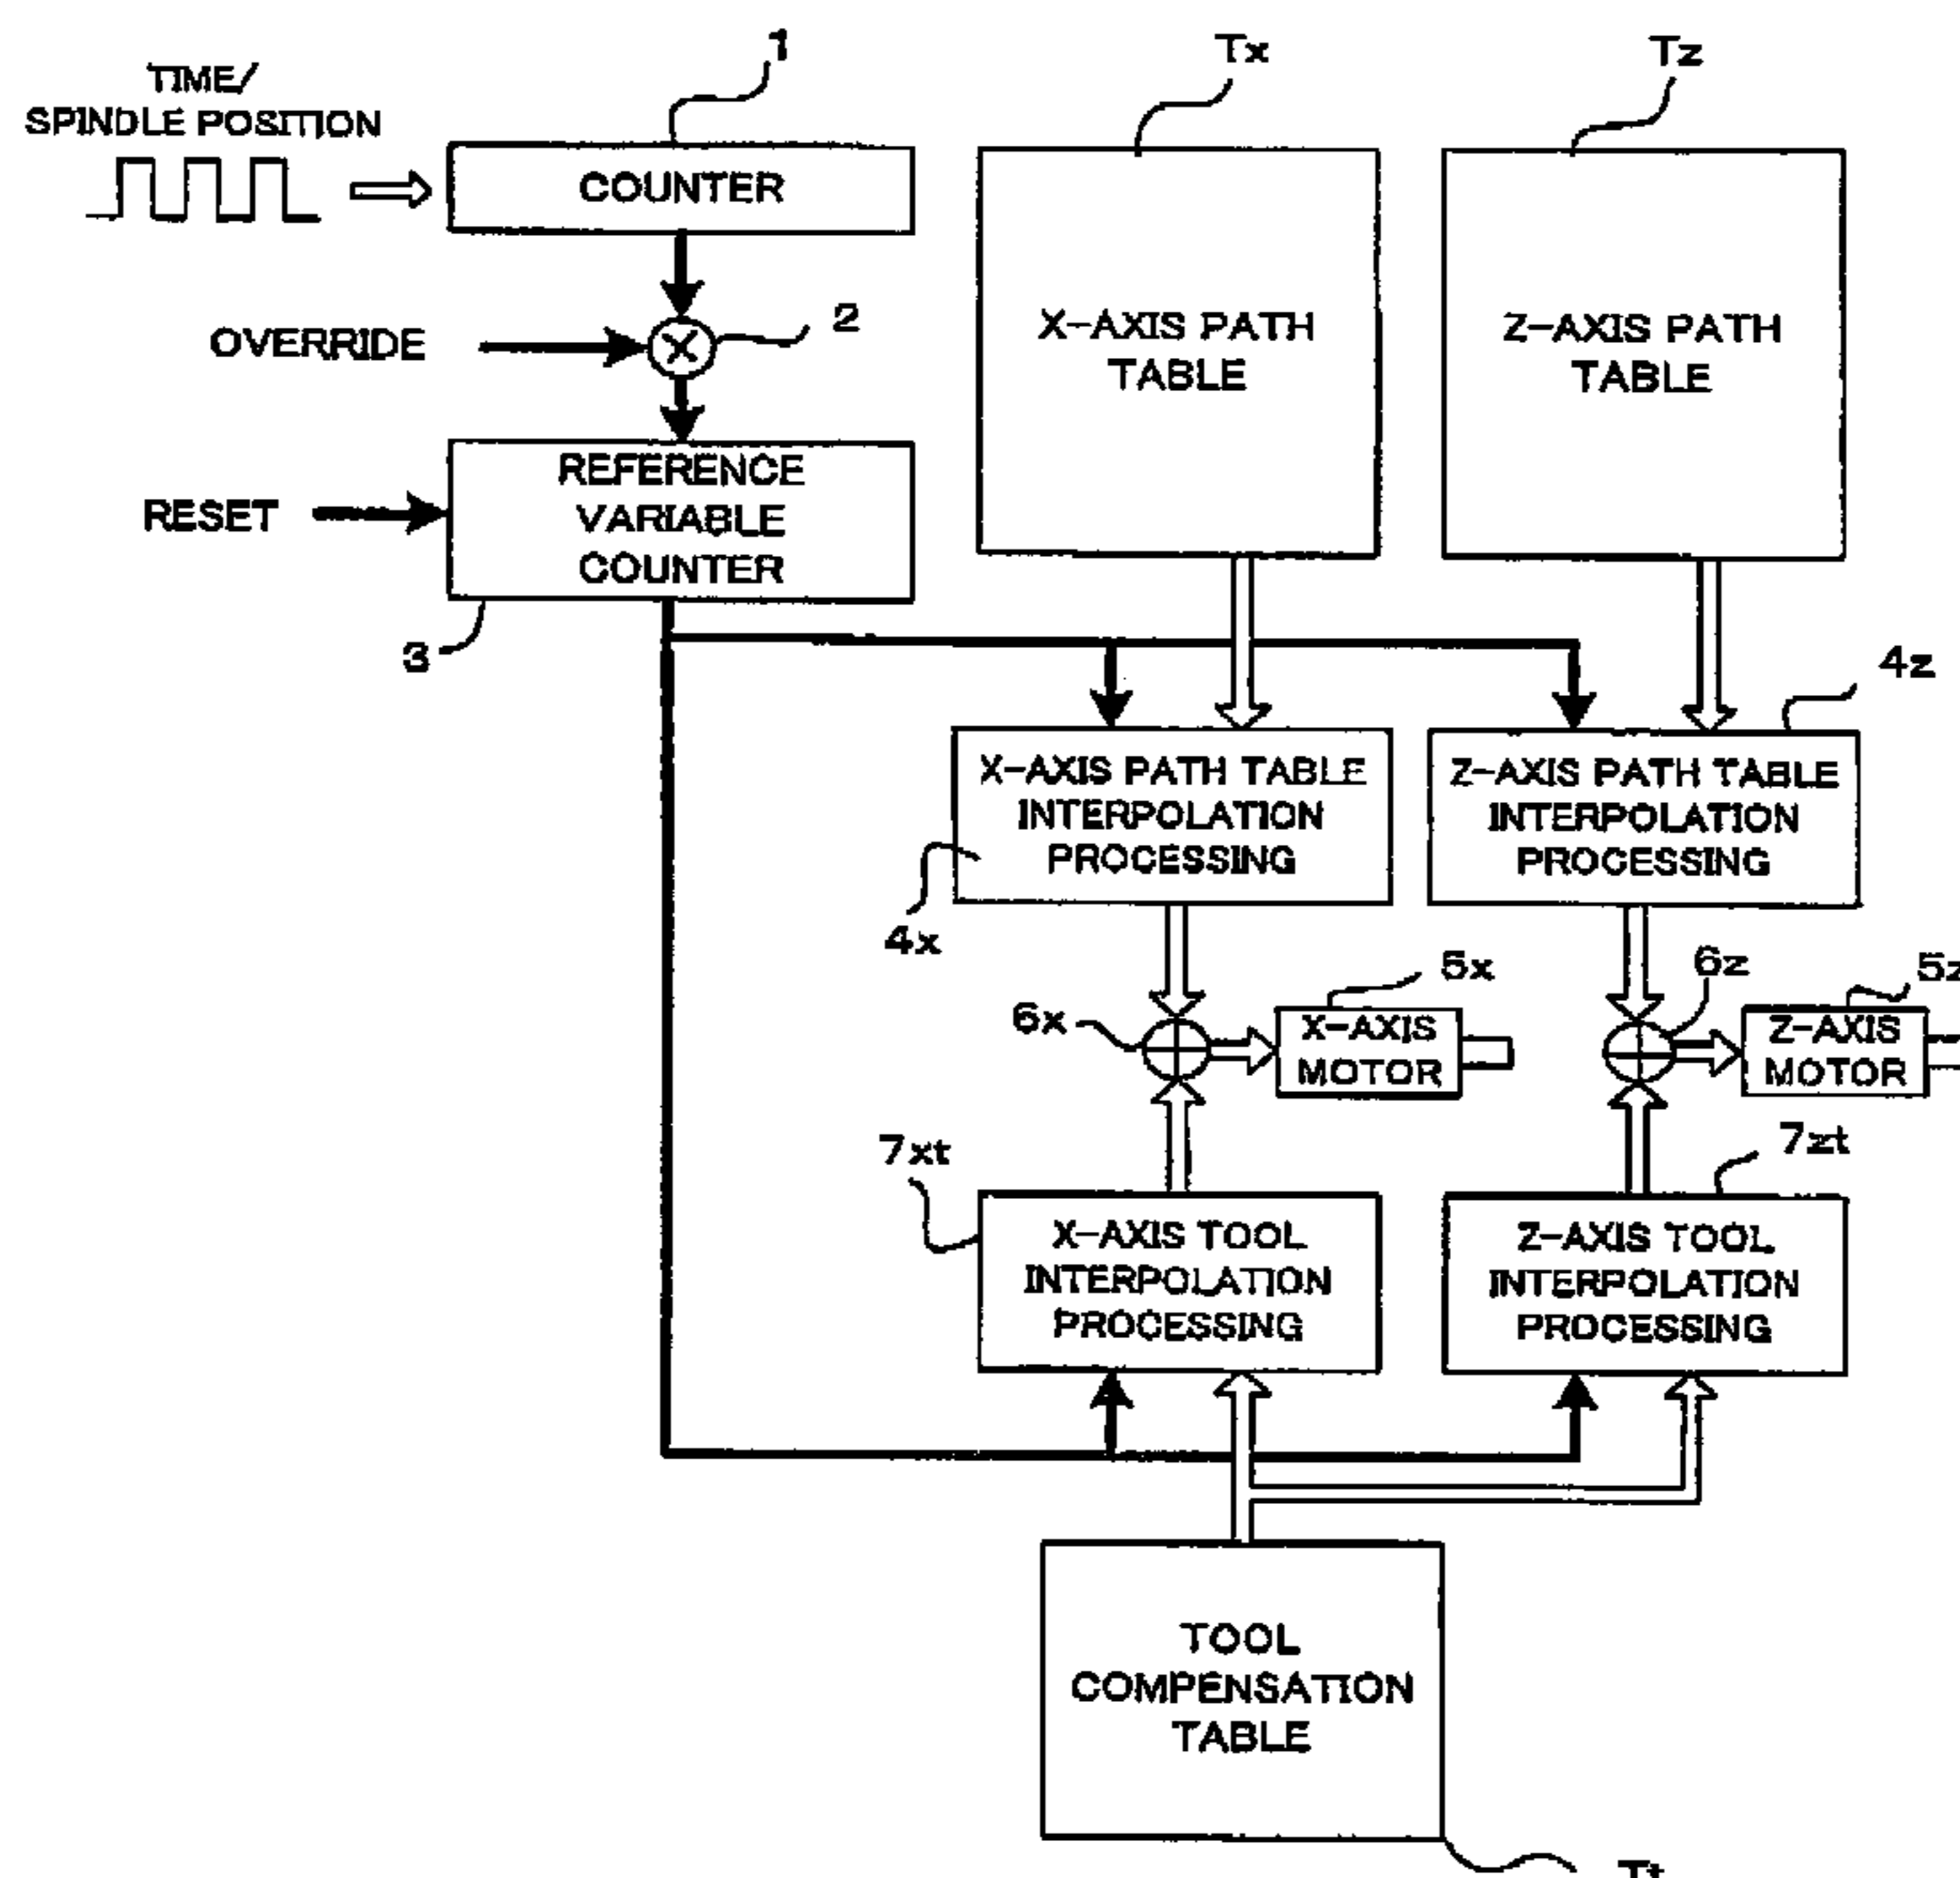 1
Tx
Tz
TIME/
SPINDLE POSITION
COUNTER
OVERRIDE
2
X-AXIS PATH
TABLE
Z-AXIS PATH
TABLE
RESET
REFERENCE
VARIABLE
COUNTER
3
4z
X-AXIS PATH TABLE
INTERPOLATION
PROCESSING
Z-AXIS PATH TABLE
INTERPOLATION
PROCESSING
4x
6x
5x
X-AXIS
MOTOR
6z
5z
Z-AXIS
MOTOR
7xt
7zt
X-AXIS TOOL
INTERPOLATION
PROCESSING
Z-AXIS TOOL
INTERPOLATION
PROCESSING
TOOL
COMPENSATION
TABLE
Tt